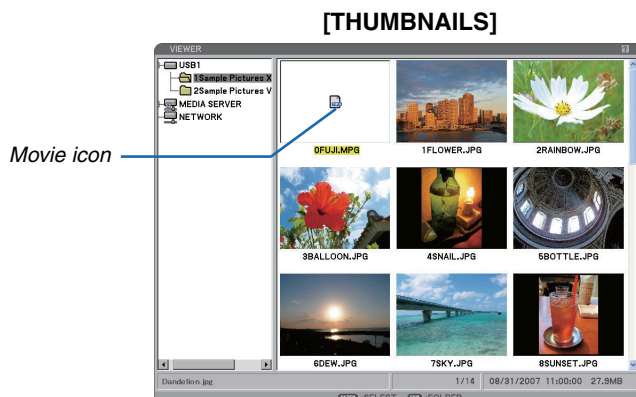 [THUMBNAILS]
VIEWER
USB1
1Sample Pictures X
2Sample Pictures V
MEDIA SERVER
NETWORK
Movie icon
0FUJI.MPG
1FLOWER.JPG
2RAINBOW.JPG
3BALLOON.JPG
4SNAIL.JPG
5BOTTLE.JPG
6DEW.JPG
7SKY.JPG
8SUNSET.JPG
Dandelion.jpg
1/14
08/31/2007 11:00:00 27.9MB